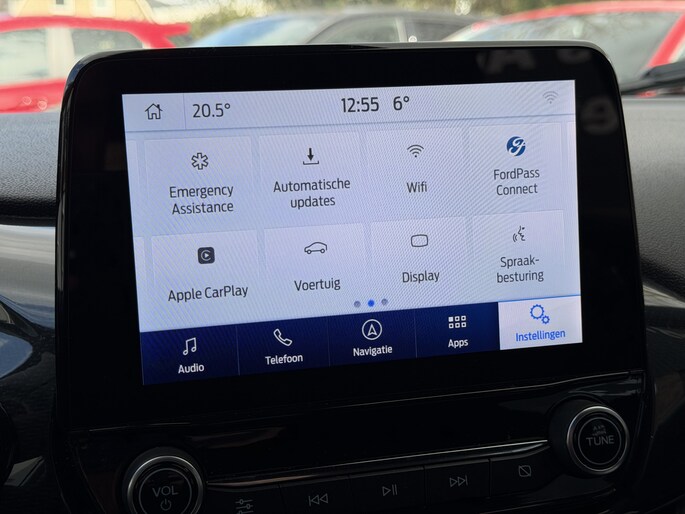 20.5° 12:55 6°
Emergency
Assistance
Automatische
updates
Wifi
FordPass
Connect
Apple CarPlay
Voertuig
Display
Spraak-
besturing
Audio
Telefoon
Navigatie
Apps
Instellingen
VOL
TUNE